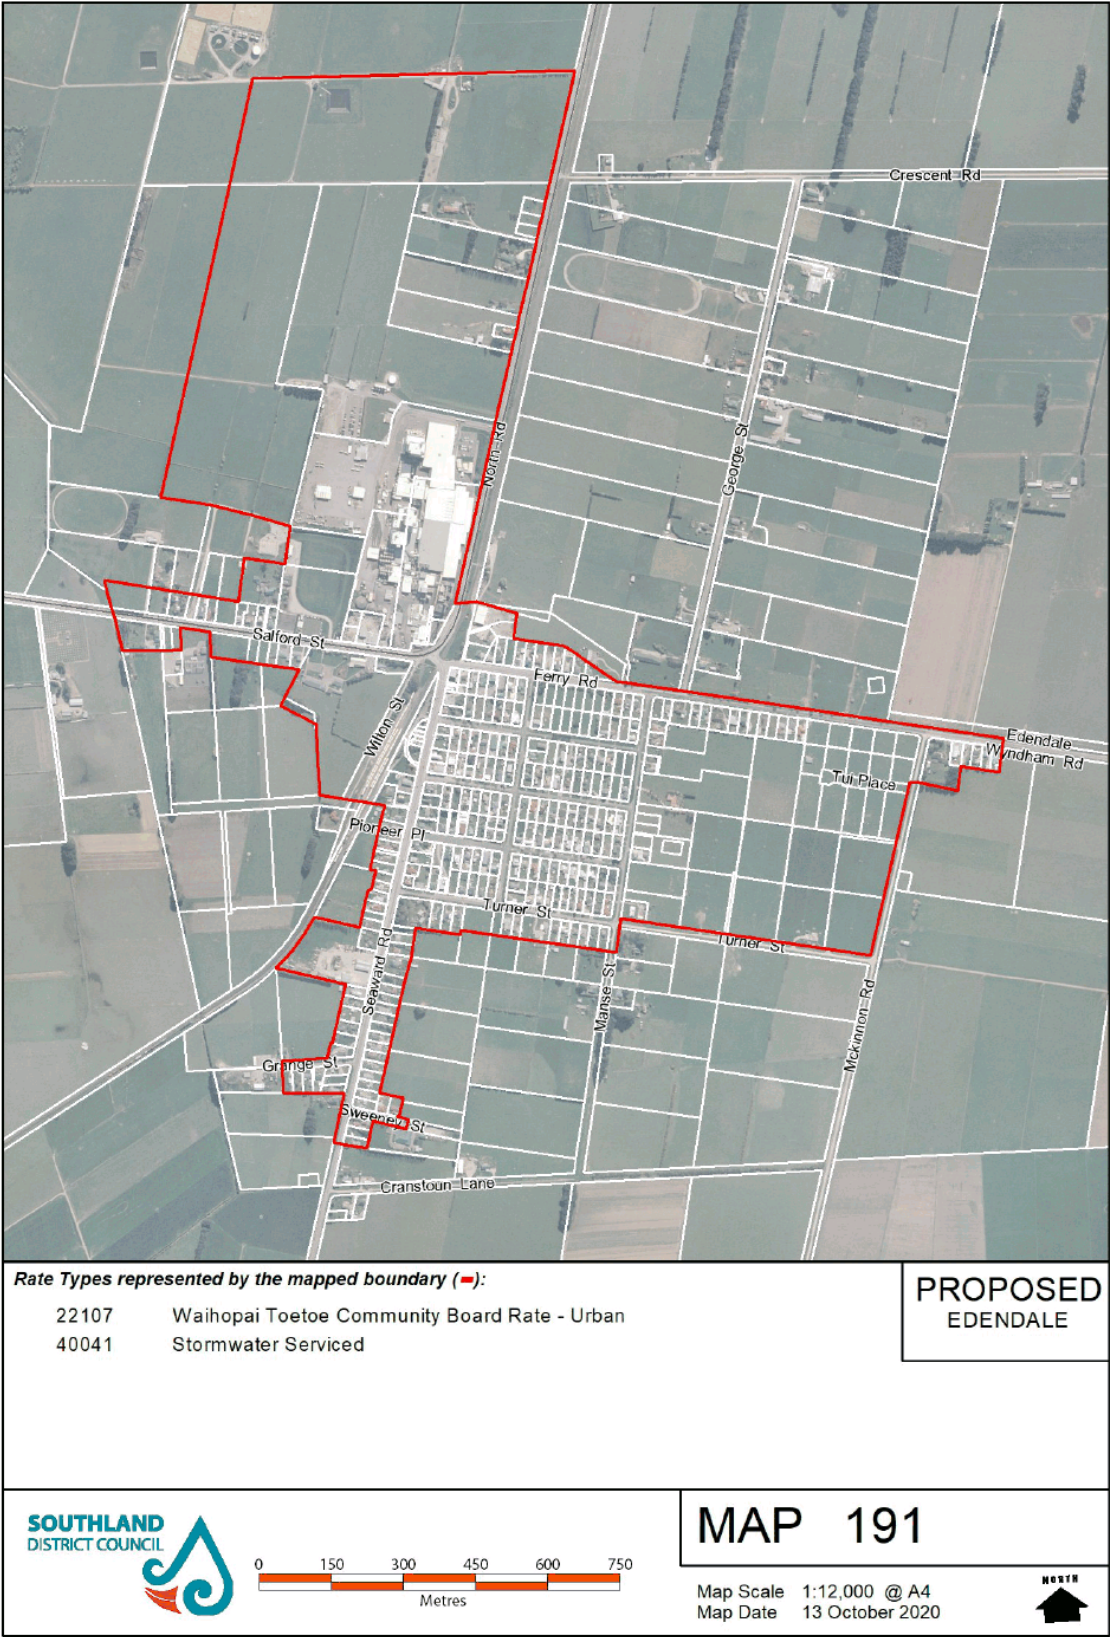 Crescent Rd
North Rd
George St
Salford St
Ferry Rd
Wilton St
Edendale
Wyndham Rd
Tui Place
Pioneer Pl
Turner St
Turner St
Seaward Rd
Manse St
Mckinnon Rd
Grange St
Sweeney St
Cranstoun Lane
Rate Types represented by the mapped boundary ( ):
22107 Waihopai Toetoe Community Board Rate - Urban
40041 Stormwater Serviced
PROPOSED
EDENDALE
SOUTHLAND
DISTRICT COUNCIL
0 150 300 450 600 750
Metres
MAP 191
Map Scale 1:12,000 @ A4
Map Date 13 October 2020
NORTH